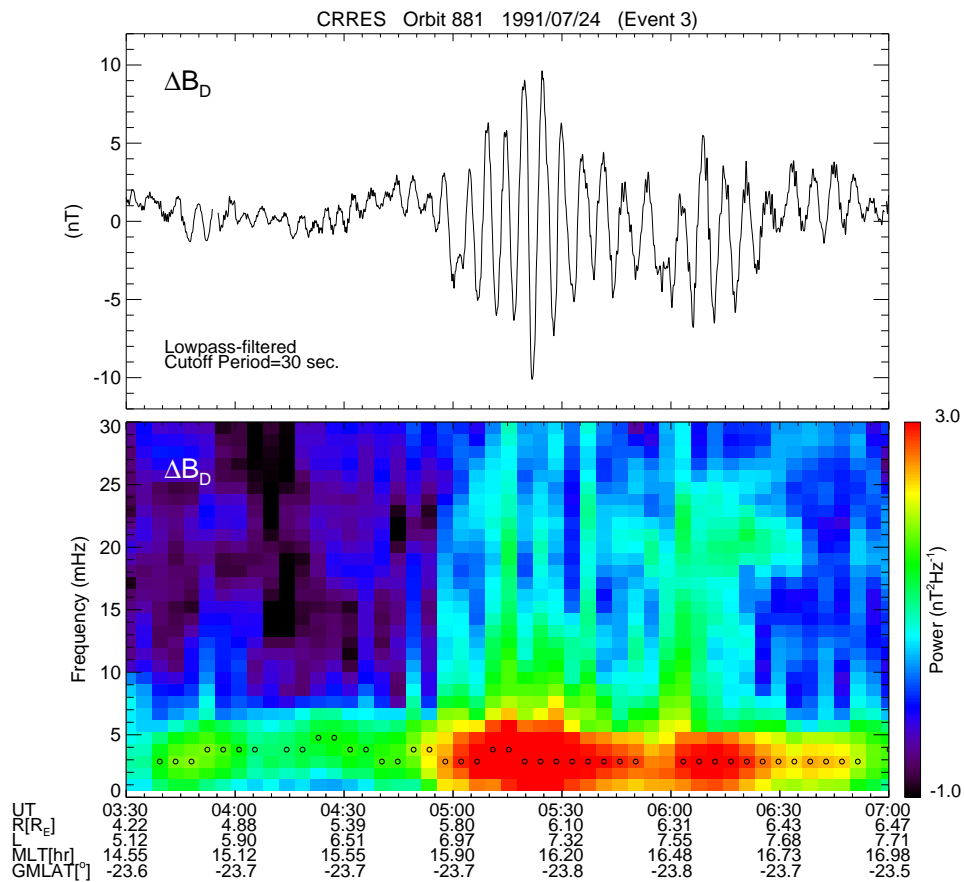 CRRES Orbit 881 1991/07/24 (Event 3)
ΔB_D
10
5
0
-5
-10
(nT)
Lowpass-filtered
Cutoff Period=30 sec.
ΔB_D
30
25
20
15
10
5
0
Frequency (mHz)
3.0
-1.0
Power (nT²Hz⁻¹)
UT 03:30 04:00 04:30 05:00 05:30 06:00 06:30 07:00
R[R_E] 4.22 4.88 5.39 5.80 6.10 6.31 6.43 6.47
L 5.12 5.90 6.51 6.97 7.32 7.55 7.68 7.71
MLT[hr] 14.55 15.12 15.55 15.90 16.20 16.48 16.73 16.98
GMLAT[°] -23.6 -23.7 -23.7 -23.7 -23.8 -23.8 -23.7 -23.5